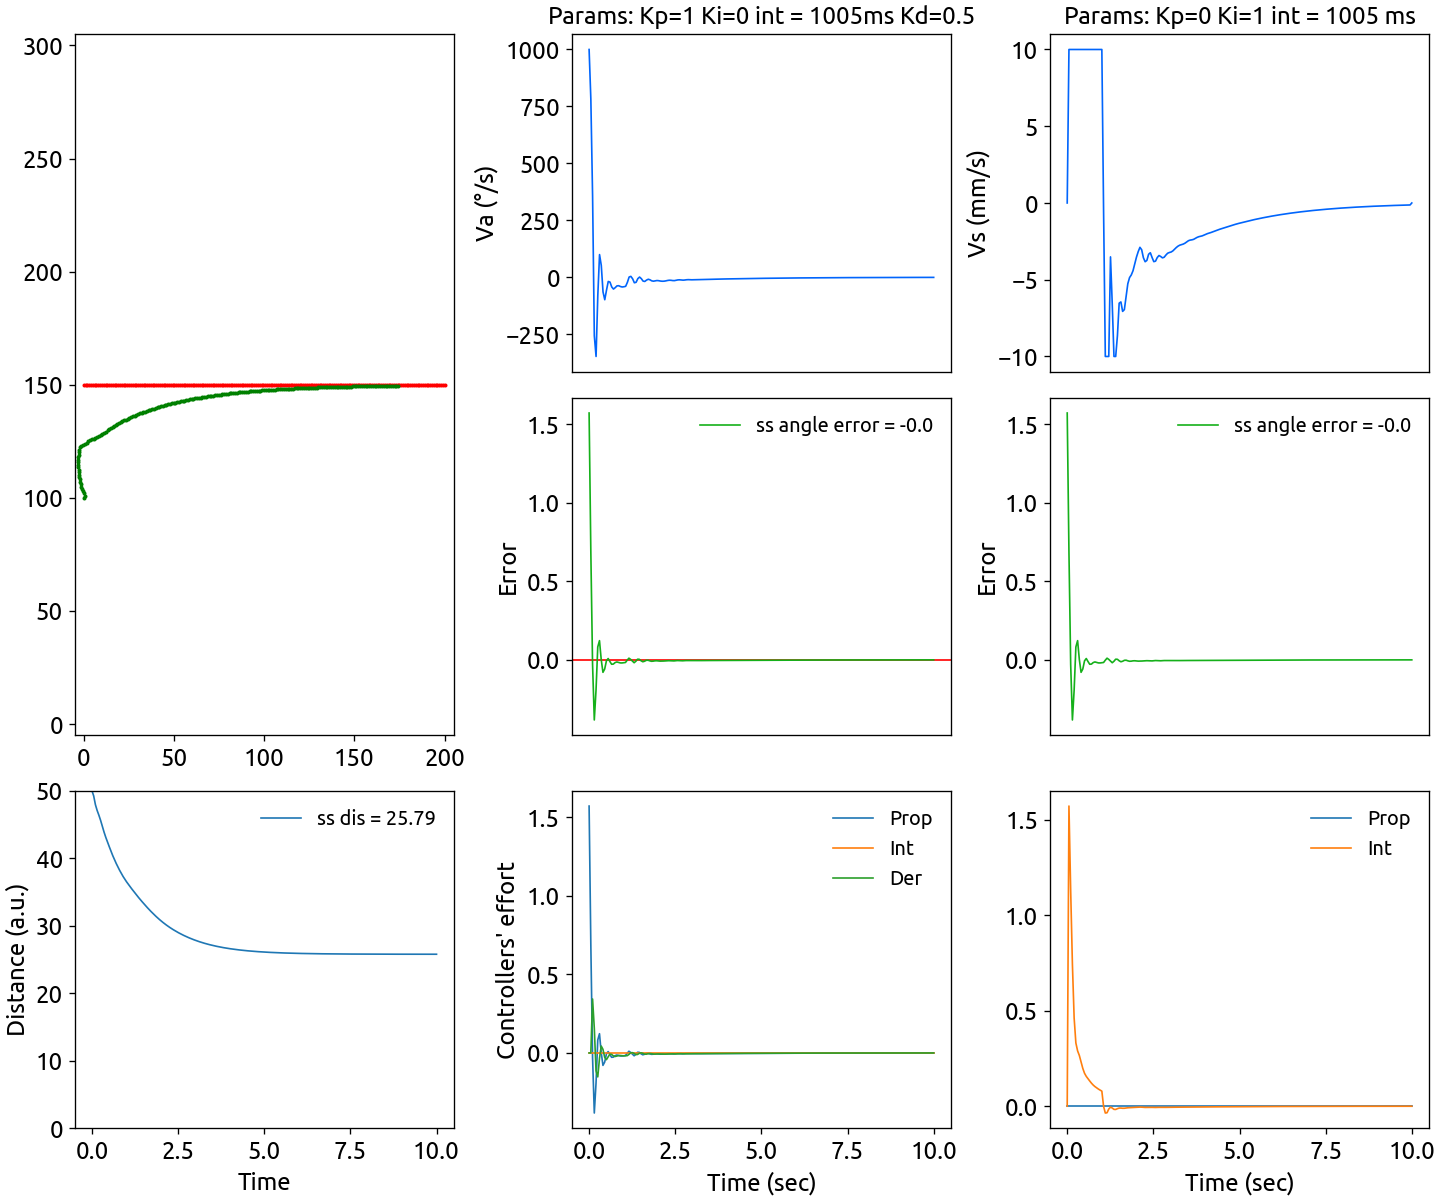 Params: Kp=1 Ki=0 int = 1005ms Kd=0.5
Params: Kp=0 Ki=1 int = 1005 ms
300
250
200
150
100
50
0
0 50 100 150 200
Va (°/s)
1000
750
500
250
0
−250
Vs (mm/s)
10
5
0
−5
−10
Error
1.5
1.0
0.5
0.0
ss angle error = -0.0
Error
1.5
1.0
0.5
0.0
ss angle error = -0.0
Distance (a.u.)
50
40
30
20
10
0
ss dis = 25.79
0.0 2.5 5.0 7.5 10.0
Time
Controllers' effort
1.5
1.0
0.5
0.0
Prop
Int
Der
0.0 2.5 5.0 7.5 10.0
Time (sec)
1.5
1.0
0.5
0.0
Prop
Int
0.0 2.5 5.0 7.5 10.0
Time (sec)